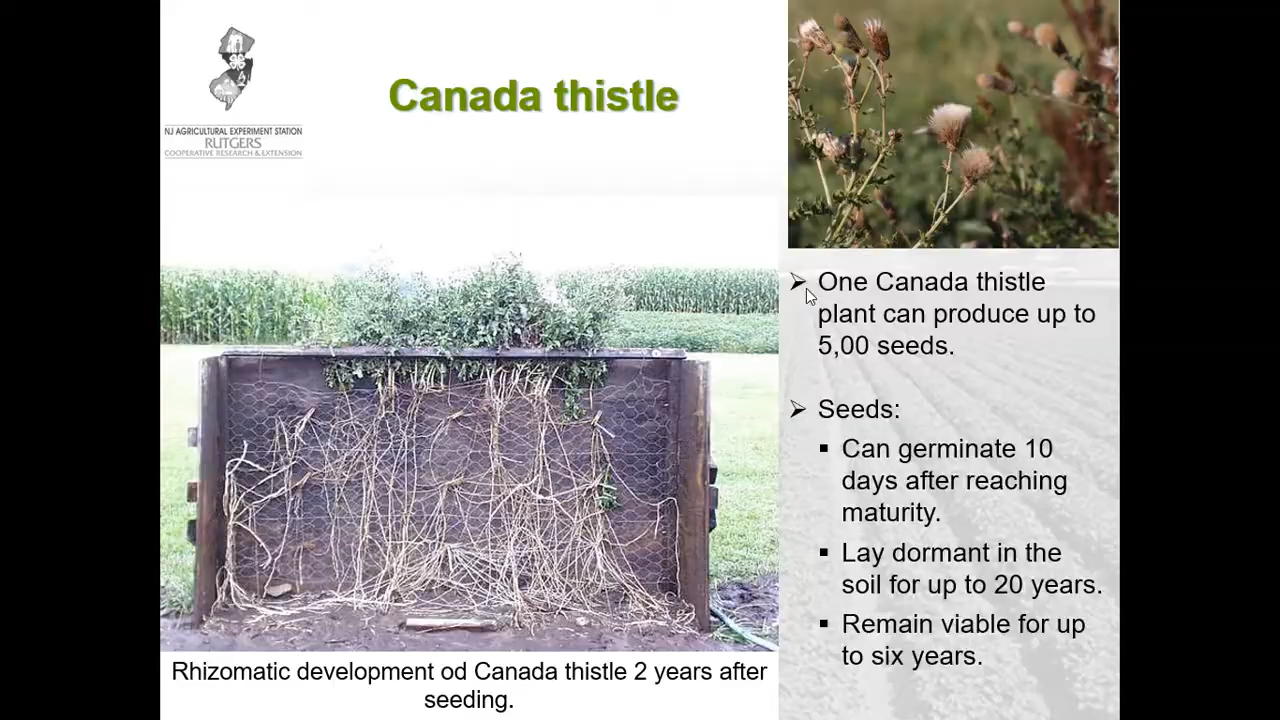 NJ AGRICULTURAL EXPERIMENT STATION
RUTGERS
COOPERATIVE RESEARCH & EXTENSION
Canada thistle
➢ One Canada thistle
plant can produce up to
5,00 seeds.
➢ Seeds:
▪ Can germinate 10
days after reaching
maturity.
▪ Lay dormant in the
soil for up to 20 years.
▪ Remain viable for up
to six years.
Rhizomatic development od Canada thistle 2 years after
seeding.